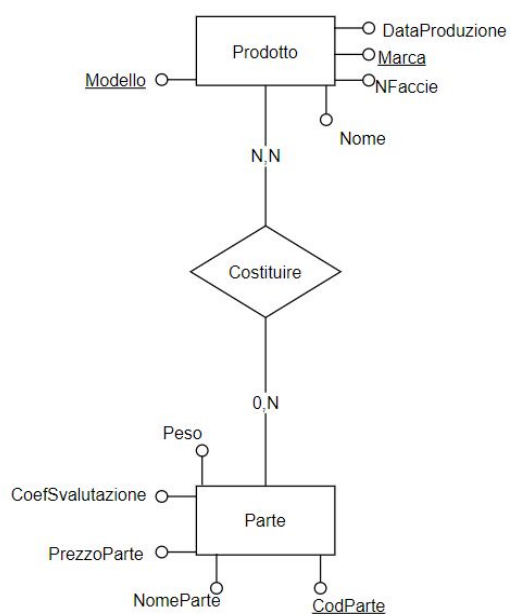 DataProduzione
Prodotto
Marca
Modello
NFaccie
Nome
N,N
Costituire
0,N
Peso
CoefSvalutazione
Parte
PrezzoParte
NomeParte
CodParte